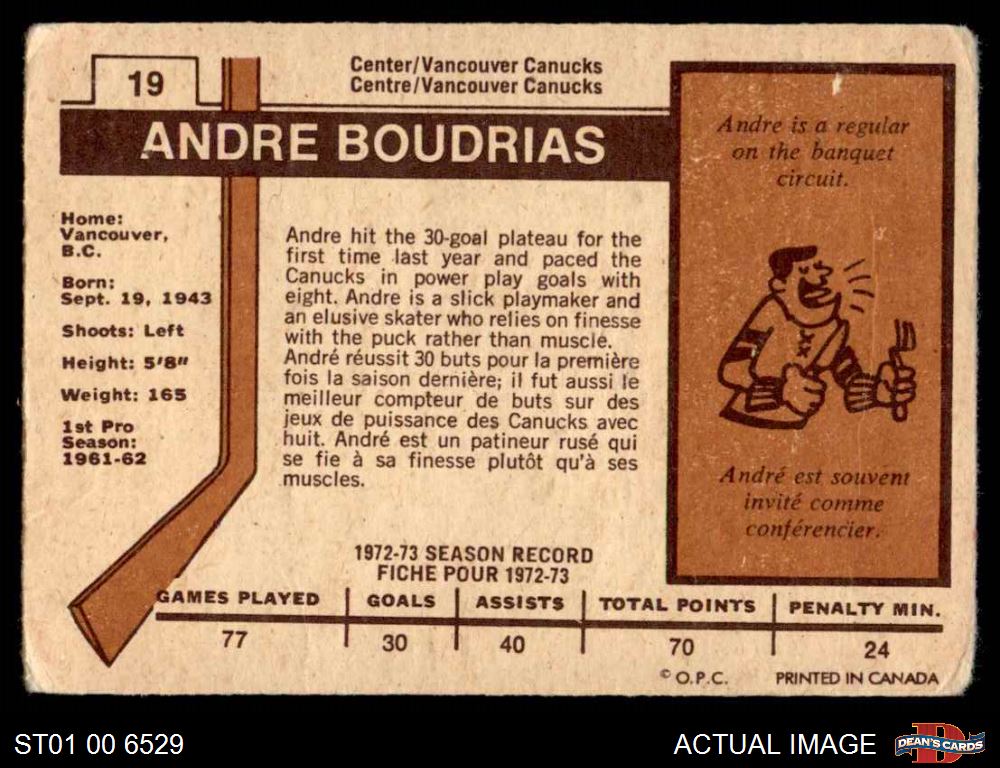 19
Center/Vancouver Canucks
Centre/Vancouver Canucks
ANDRE BOUDRIAS
Home:
Vancouver,
B.C.
Born:
Sept. 19, 1943
Shoots: Left
Height: 5'8"
Weight: 165
1st Pro
Season:
1961-62
Andre hit the 30-goal plateau for the
first time last year and paced the
Canucks in power play goals with
eight. Andre is a slick playmaker and
an elusive skater who relies on finesse
with the puck rather than muscle.
André réussit 30 buts pour la première
fois la saison dernière; il fut aussi le
meilleur compteur de buts sur des
jeux de puissance des Canucks avec
huit. André est un patineur rusé qui
se fie à sa finesse plutôt qu'à ses
muscles.
Andre is a regular
on the banquet
circuit.
XX
André est souvent
invité comme
conférencier.
1972-73 SEASON RECORD
FICHE POUR 1972-73
GAMES PLAYED GOALS ASSISTS TOTAL POINTS PENALTY MIN.
77 30 40 70 24
© O.P.C. PRINTED IN CANADA
ST01 00 6529
ACTUAL IMAGE
D
DEAN'S CARDS